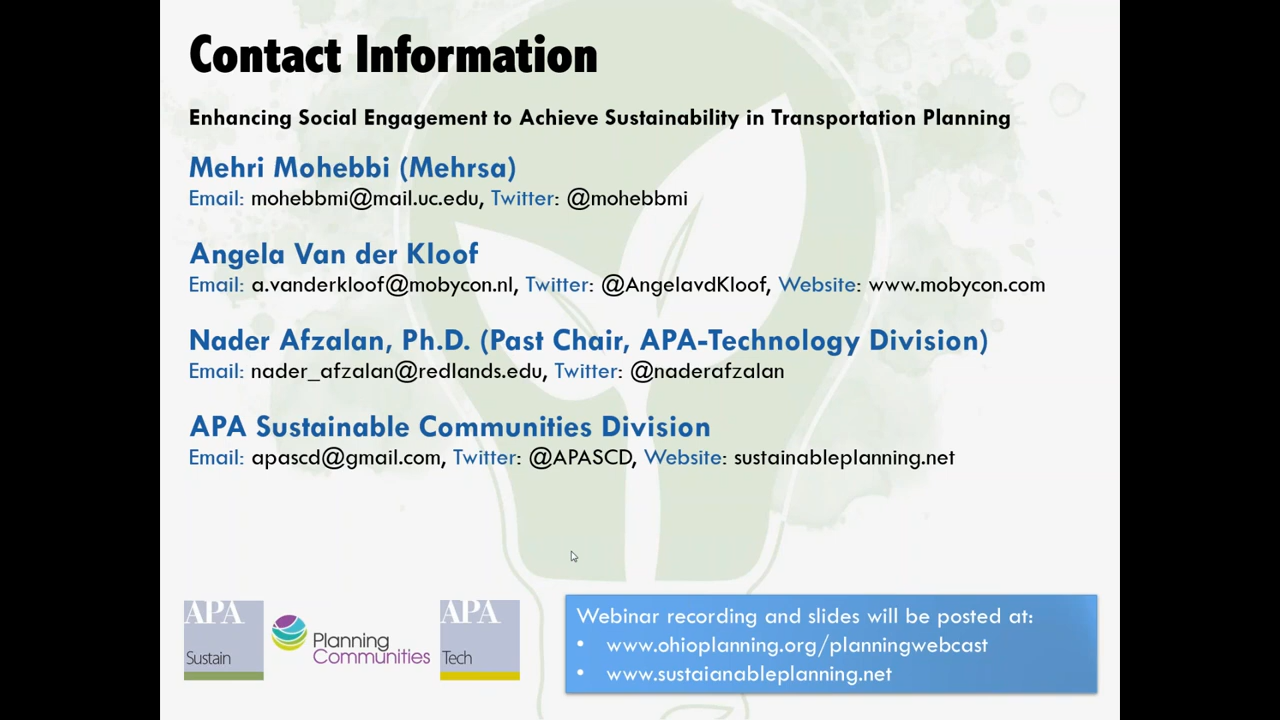 Contact Information
Enhancing Social Engagement to Achieve Sustainability in Transportation Planning
Mehri Mohebbi (Mehrsa)
Email: mohebbmi@mail.uc.edu, Twitter: @mohebbmi
Angela Van der Kloof
Email: a.vanderkloof@mobycon.nl, Twitter: @AngelavdKloof, Website: www.mobycon.com
Nader Afzalan, Ph.D. (Past Chair, APA-Technology Division)
Email: nader_afzalan@redlands.edu, Twitter: @naderafzalan
APA Sustainable Communities Division
Email: apascd@gmail.com, Twitter: @APASCD, Website: sustainableplanning.net
APA
Sustain
Planning
Communities
APA
Tech
Webinar recording and slides will be posted at:
• www.ohioplanning.org/planningwebcast
• www.sustaianableplanning.net